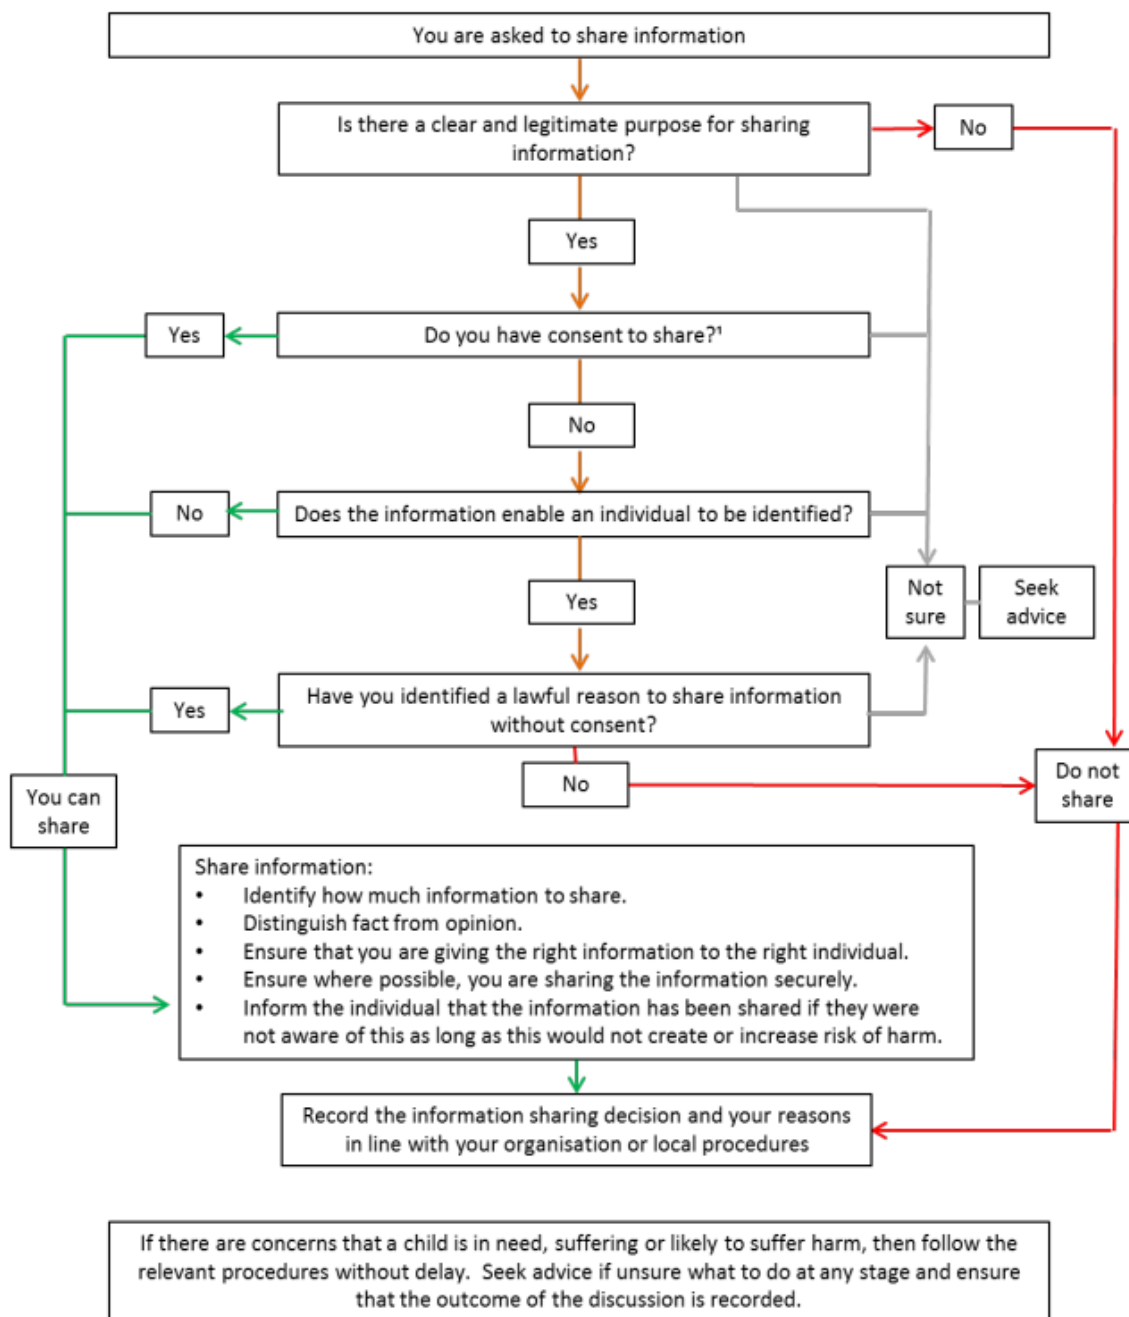 You are asked to share information
Is there a clear and legitimate purpose for sharing
information?
No
Yes
Yes
Do you have consent to share?¹
No
No
Does the information enable an individual to be identified?
Yes
Not
sure
Seek
advice
Yes
Have you identified a lawful reason to share information
without consent?
No
Do not
share
You can
share
Share information:
• Identify how much information to share.
• Distinguish fact from opinion.
• Ensure that you are giving the right information to the right individual.
• Ensure where possible, you are sharing the information securely.
• Inform the individual that the information has been shared if they were
not aware of this as long as this would not create or increase risk of harm.
Record the information sharing decision and your reasons
in line with your organisation or local procedures
If there are concerns that a child is in need, suffering or likely to suffer harm, then follow the
relevant procedures without delay.  Seek advice if unsure what to do at any stage and ensure
that the outcome of the discussion is recorded.